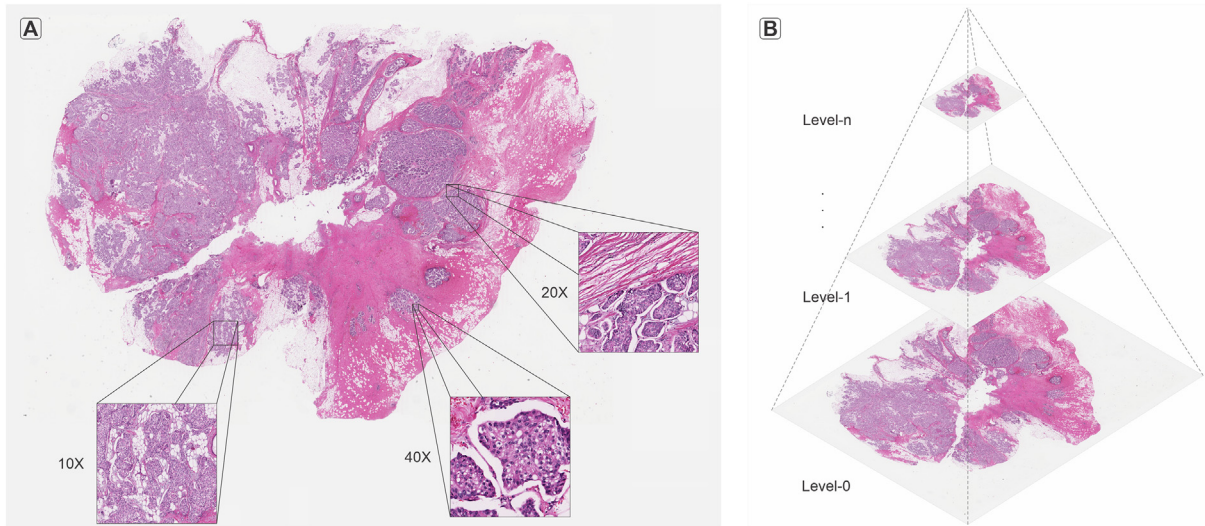 A
20X
10X
40X
B
Level-n
.
.
.
Level-1
Level-0